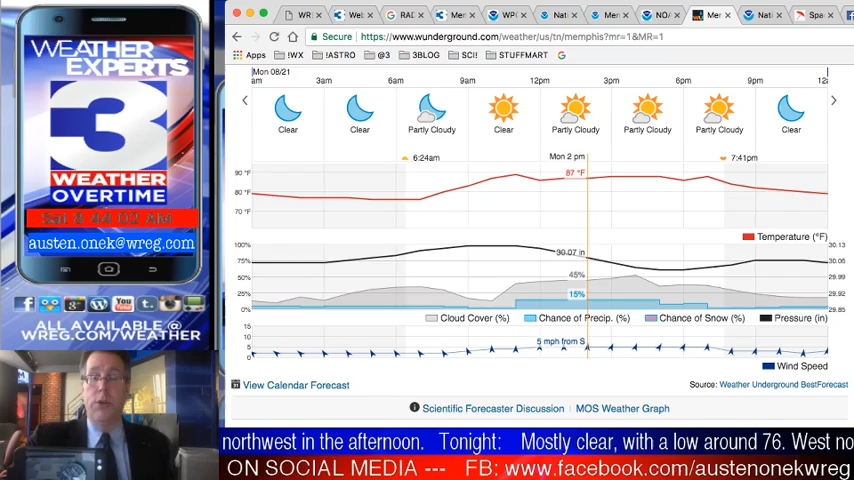 WEATHER
EXPERTS
3
WEATHER
OVERTIME
Sat 8:44:02 AM
austen.onek@wreg.com
ALL AVAILABLE @
WREG.COM/WEATHER
Secure https://www.wunderground.com/weather/us/tn/memphis?mr=1&MR=1
Apps !WX !ASTRO @3 3BLOG SCI! STUFFMART
Mon 08/21
am 3am 6am 9am 12pm 3pm 6pm 9pm
Clear Clear Partly Cloudy Clear Partly Cloudy Partly Cloudy Partly Cloudy Clear
6:24am Mon 2 pm 7:41pm
90 °F 87 °F
80 °F
70 °F
Temperature (°F)
100% 30.13
75% 30.07 in 30.05
50% 45% 29.99
25% 15% 29.92
0% 29.85
Cloud Cover (%) Chance of Precip. (%) Chance of Snow (%) Pressure (in)
15
10 5 mph from S
5
0
Wind Speed
View Calendar Forecast Source: Weather Underground BestForecast
Scientific Forecaster Discussion MOS Weather Graph
northwest in the afternoon. Tonight: Mostly clear, with a low around 76. West no
ON SOCIAL MEDIA --- FB: www.facebook.com/austenonekwreg